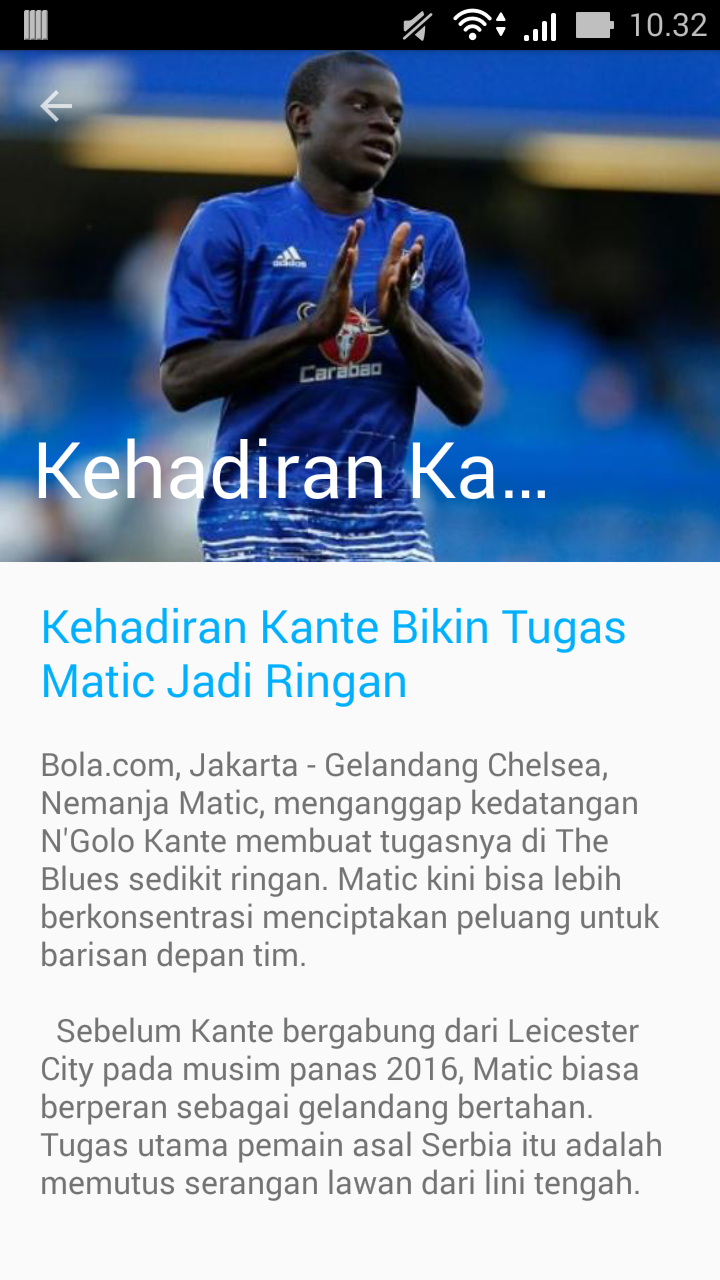 10.32
adidas
Carabao
Kehadiran Ka...
Kehadiran Kante Bikin Tugas
Matic Jadi Ringan
Bola.com, Jakarta - Gelandang Chelsea,
Nemanja Matic, menganggap kedatangan
N'Golo Kante membuat tugasnya di The
Blues sedikit ringan. Matic kini bisa lebih
berkonsentrasi menciptakan peluang untuk
barisan depan tim.
Sebelum Kante bergabung dari Leicester
City pada musim panas 2016, Matic biasa
berperan sebagai gelandang bertahan.
Tugas utama pemain asal Serbia itu adalah
memutus serangan lawan dari lini tengah.